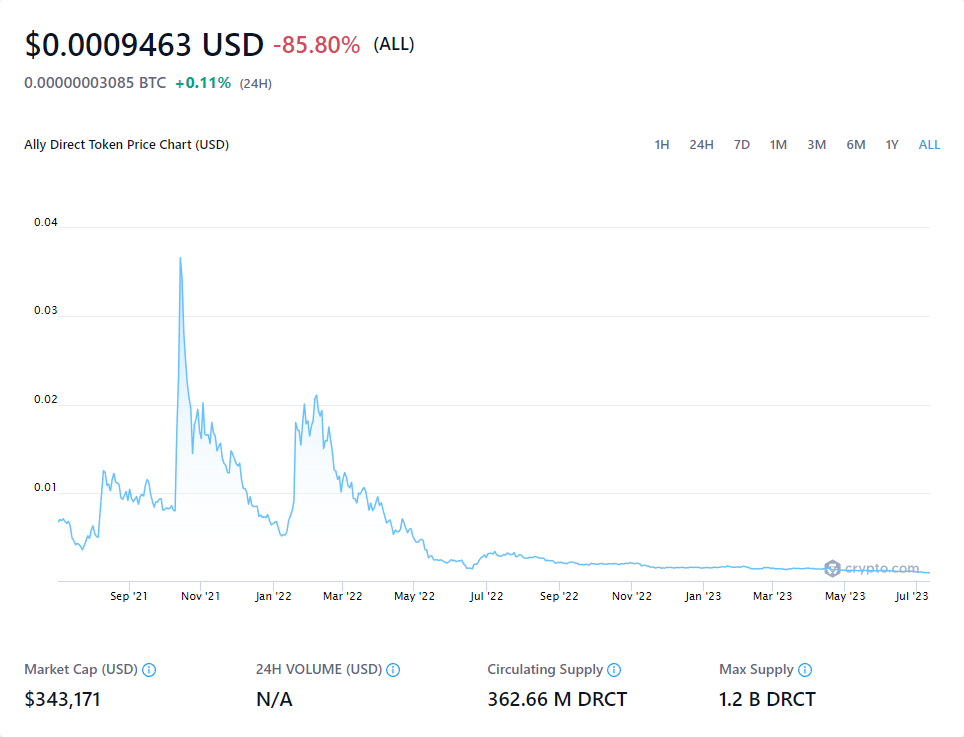 $0.0009463 USD -85.80% (ALL)
0.00000003085 BTC +0.11% (24H)
Ally Direct Token Price Chart (USD) 1H 24H 7D 1M 3M 6M 1Y ALL
0.04
0.03
0.02
0.01
crypto.com
Sep '21 Nov '21 Jan '22 Mar '22 May '22 Jul '22 Sep '22 Nov '22 Jan '23 Mar '23 May '23 Jul '23
Market Cap (USD) 24H VOLUME (USD) Circulating Supply Max Supply
$343,171 N/A 362.66 M DRCT 1.2 B DRCT